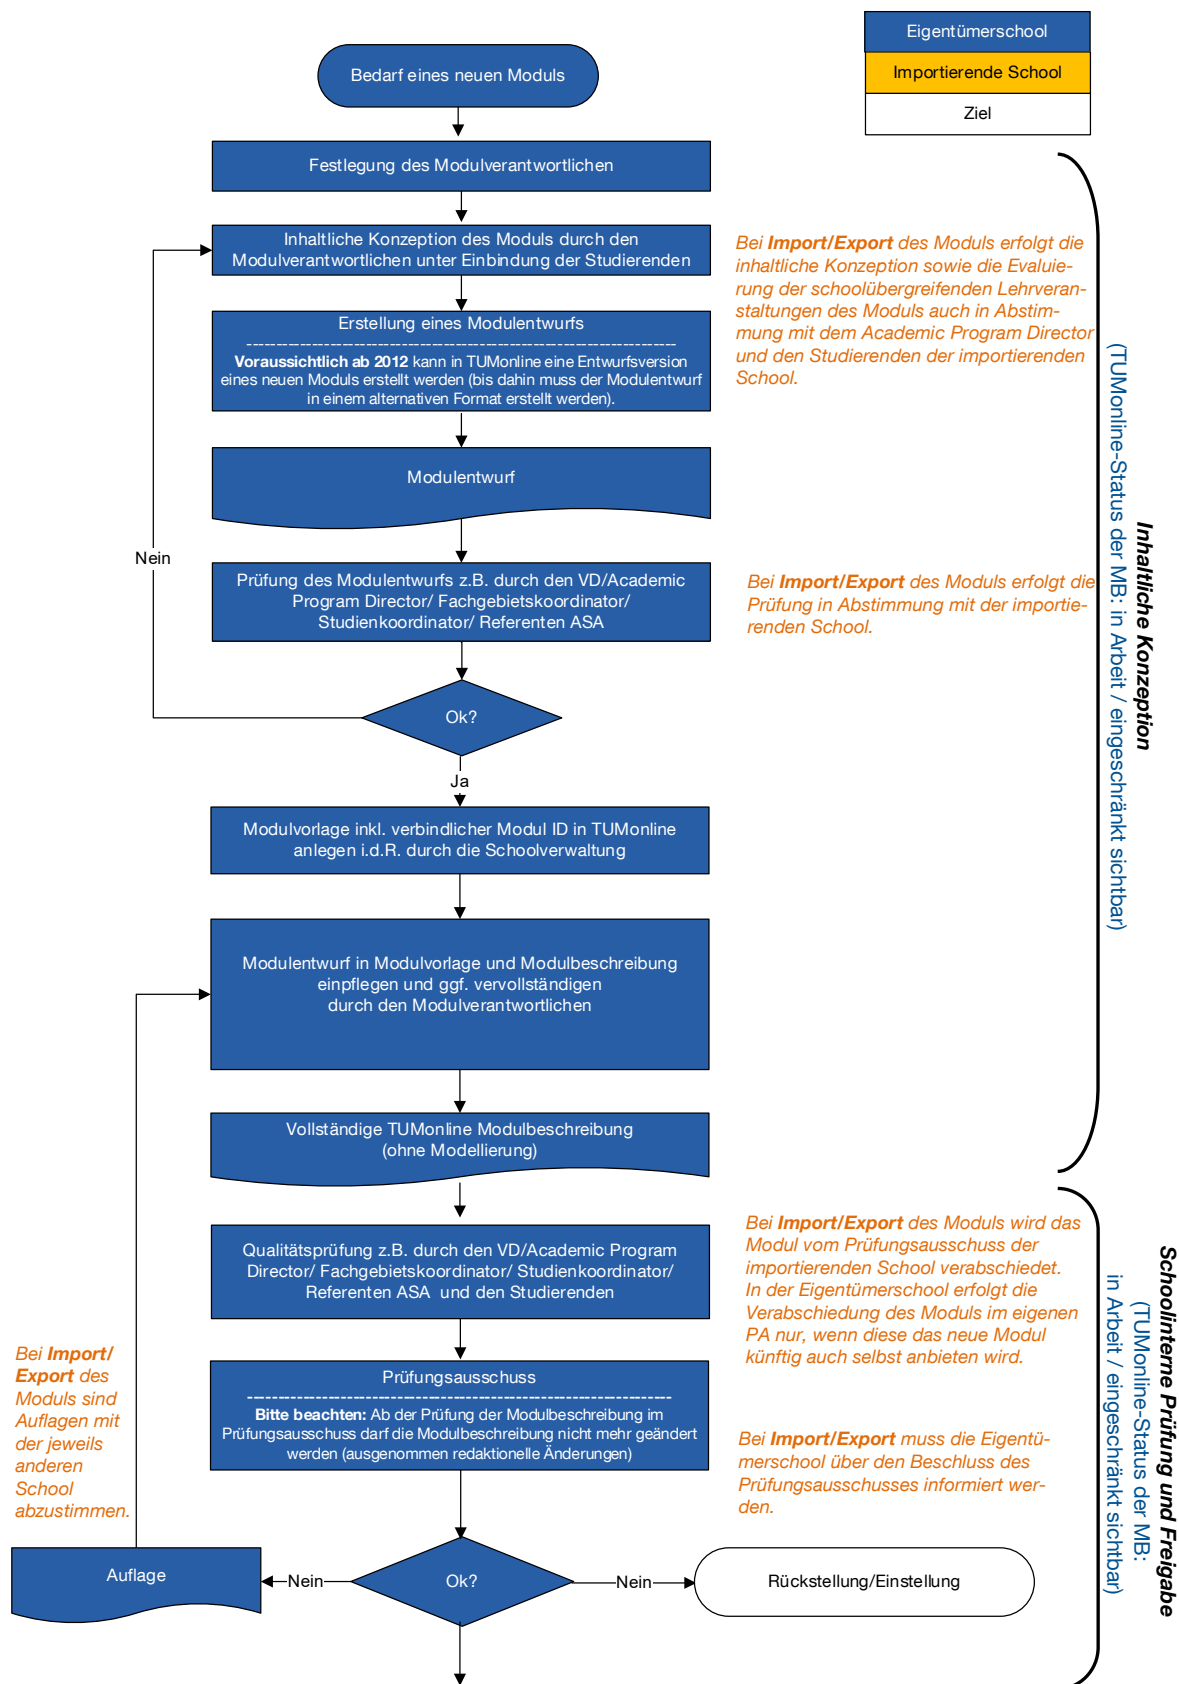 Eigentümerschool
Importierende School
Ziel
Bedarf eines neuen Moduls
Festlegung des Modulverantwortlichen
Inhaltliche Konzeption des Moduls durch den
Modulverantwortlichen unter Einbindung der Studierenden
Bei Import/Export des Moduls erfolgt die
inhaltliche Konzeption sowie die Evaluie-
rung der schoolübergreifenden Lehrveran-
staltungen des Moduls auch in Abstim-
mung mit dem Academic Program Director
und den Studierenden der importierenden
School.
Erstellung eines Modulentwurfs
Voraussichtlich ab 2012 kann in TUMonline eine Entwurfsversion
eines neuen Moduls erstellt werden (bis dahin muss der Modulentwurf
in einem alternativen Format erstellt werden).
Modulentwurf
Nein
Prüfung des Modulentwurfs z.B. durch den VD/Academic
Program Director/ Fachgebietskoordinator/
Studienkoordinator/ Referenten ASA
Bei Import/Export des Moduls erfolgt die
Prüfung in Abstimmung mit der importie-
renden School.
Ok?
Ja
Modulvorlage inkl. verbindlicher Modul ID in TUMonline
anlegen i.d.R. durch die Schoolverwaltung
Modulentwurf in Modulvorlage und Modulbeschreibung
einpflegen und ggf. vervollständigen
durch den Modulverantwortlichen
Vollständige TUMonline Modulbeschreibung
(ohne Modellierung)
Inhaltliche Konzeption
(TUMonline-Status der MB: in Arbeit / eingeschränkt sichtbar)
Qualitätsprüfung z.B. durch den VD/Academic Program
Director/ Fachgebietskoordinator/ Studienkoordinator/
Referenten ASA und den Studierenden
Bei Import/Export des Moduls wird das
Modul vom Prüfungsausschuss der
importierenden School verabschiedet.
In der Eigentümerschool erfolgt die
Verabschiedung des Moduls im eigenen
PA nur, wenn diese das neue Modul
künftig auch selbst anbieten wird.
Bei Import/
Export des
Moduls sind
Auflagen mit
der jeweils
anderen
School
abzustimmen.
Prüfungsausschuss
Bitte beachten: Ab der Prüfung der Modulbeschreibung im
Prüfungsausschuss darf die Modulbeschreibung nicht mehr geändert
werden (ausgenommen redaktionelle Änderungen)
Bei Import/Export muss die Eigentü-
merschool über den Beschluss des
Prüfungsausschusses informiert wer-
den.
Auflage
Nein
Ok?
Nein
Rückstellung/Einstellung
Schoolinterne Prüfung und Freigabe
(TUMonline-Status der MB:
in Arbeit / eingeschränkt sichtbar)